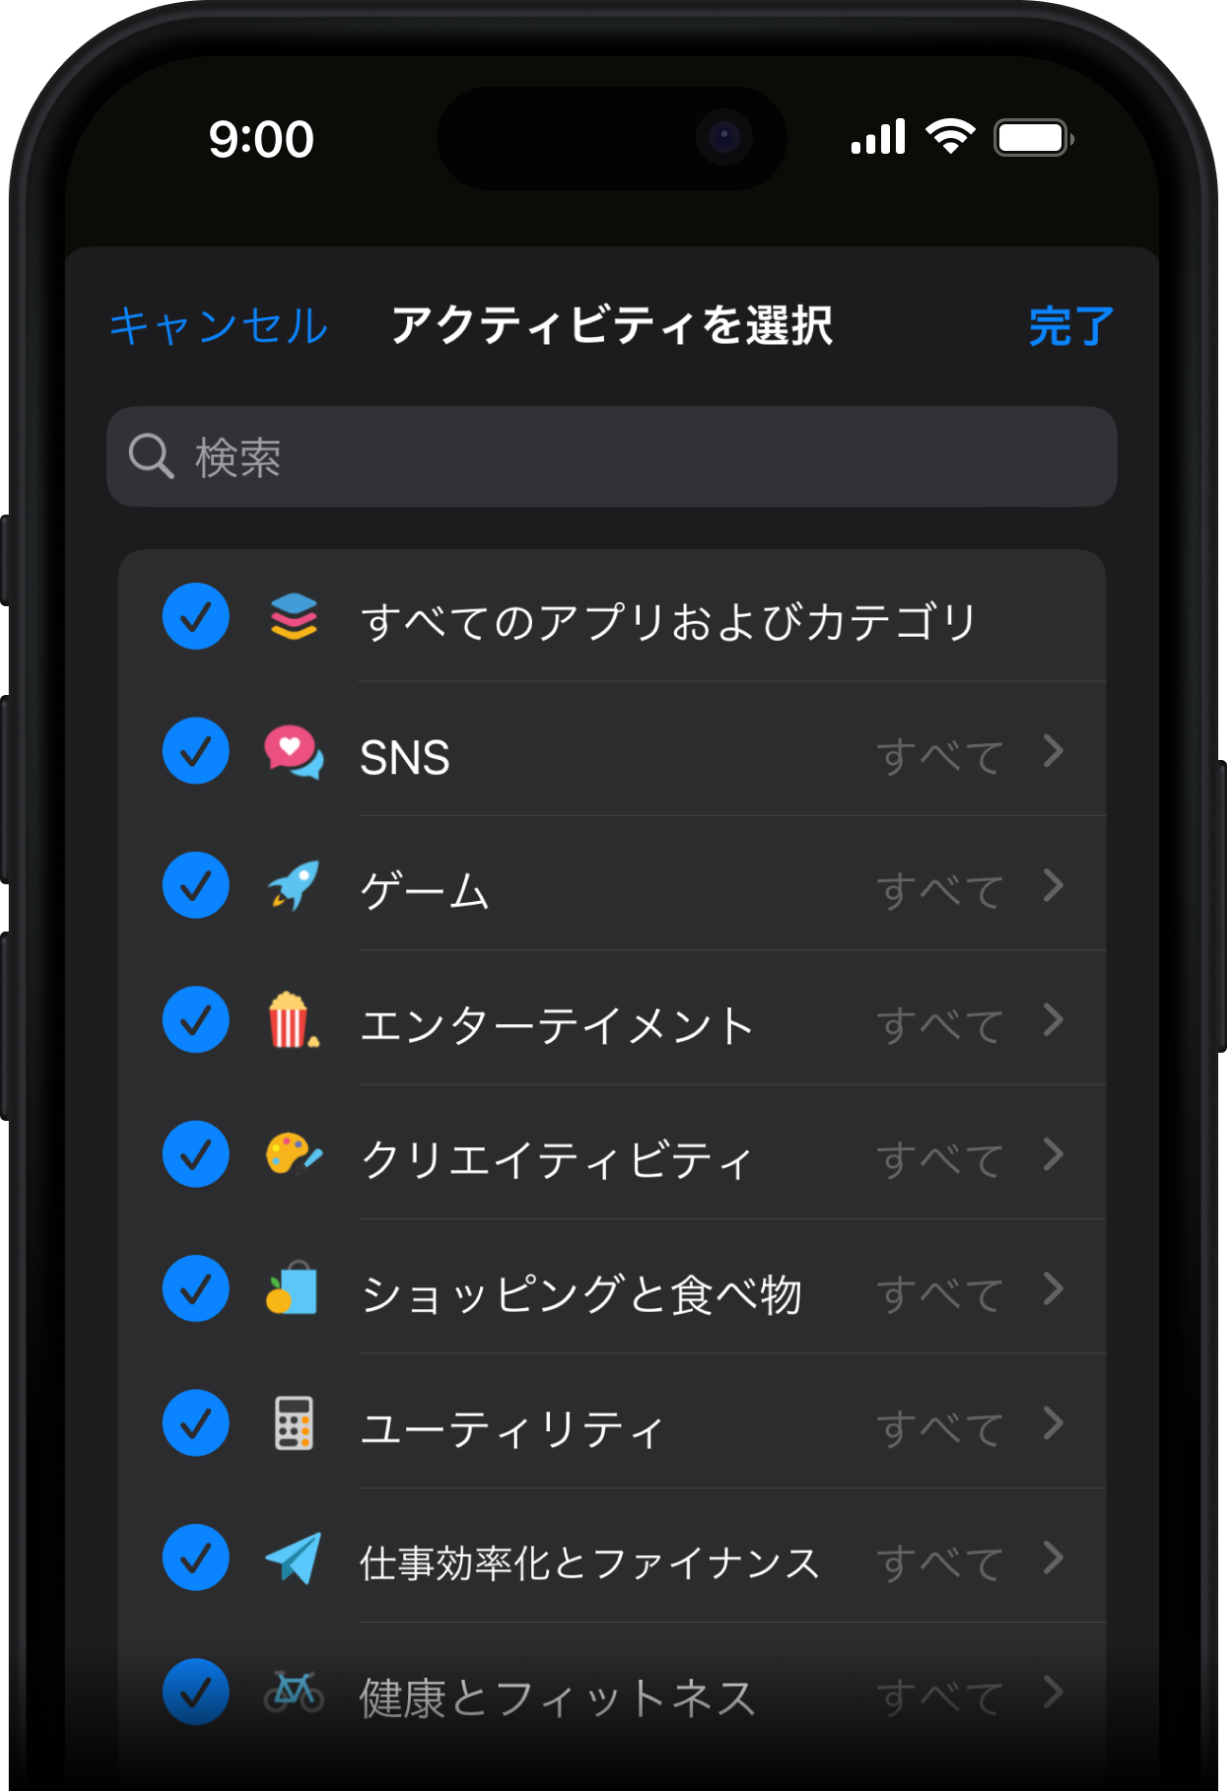 9:00
キャンセル アクティビティを選択 完了
検索
すべてのアプリおよびカテゴリ
SNS すべて
ゲーム すべて
エンターテイメント すべて
クリエイティビティ すべて
ショッピングと食べ物 すべて
ユーティリティ すべて
仕事効率化とファイナンス すべて
健康とフィットネス すべて